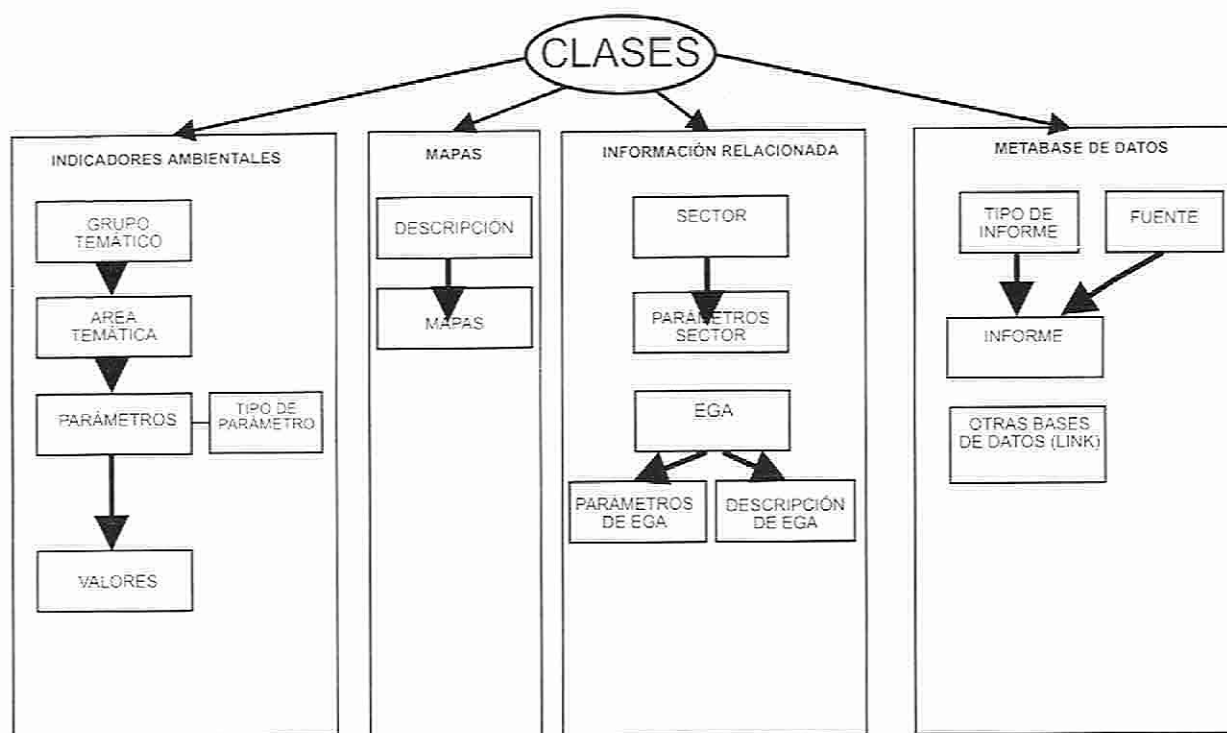 CLASES
INDICADORES AMBIENTALES
GRUPO
TEMÁTICO
AREA
TEMÁTICA
PARÁMETROS
TIPO DE
PARÁMETRO
VALORES
MAPAS
DESCRIPCIÓN
MAPAS
INFORMACIÓN RELACIONADA
SECTOR
PARÁMETROS
SECTOR
EGA
PARÁMETROS
DE EGA
DESCRIPCIÓN
DE EGA
METABASE DE DATOS
TIPO DE
INFORME
FUENTE
INFORME
OTRAS BASES
DE DATOS (LINK)